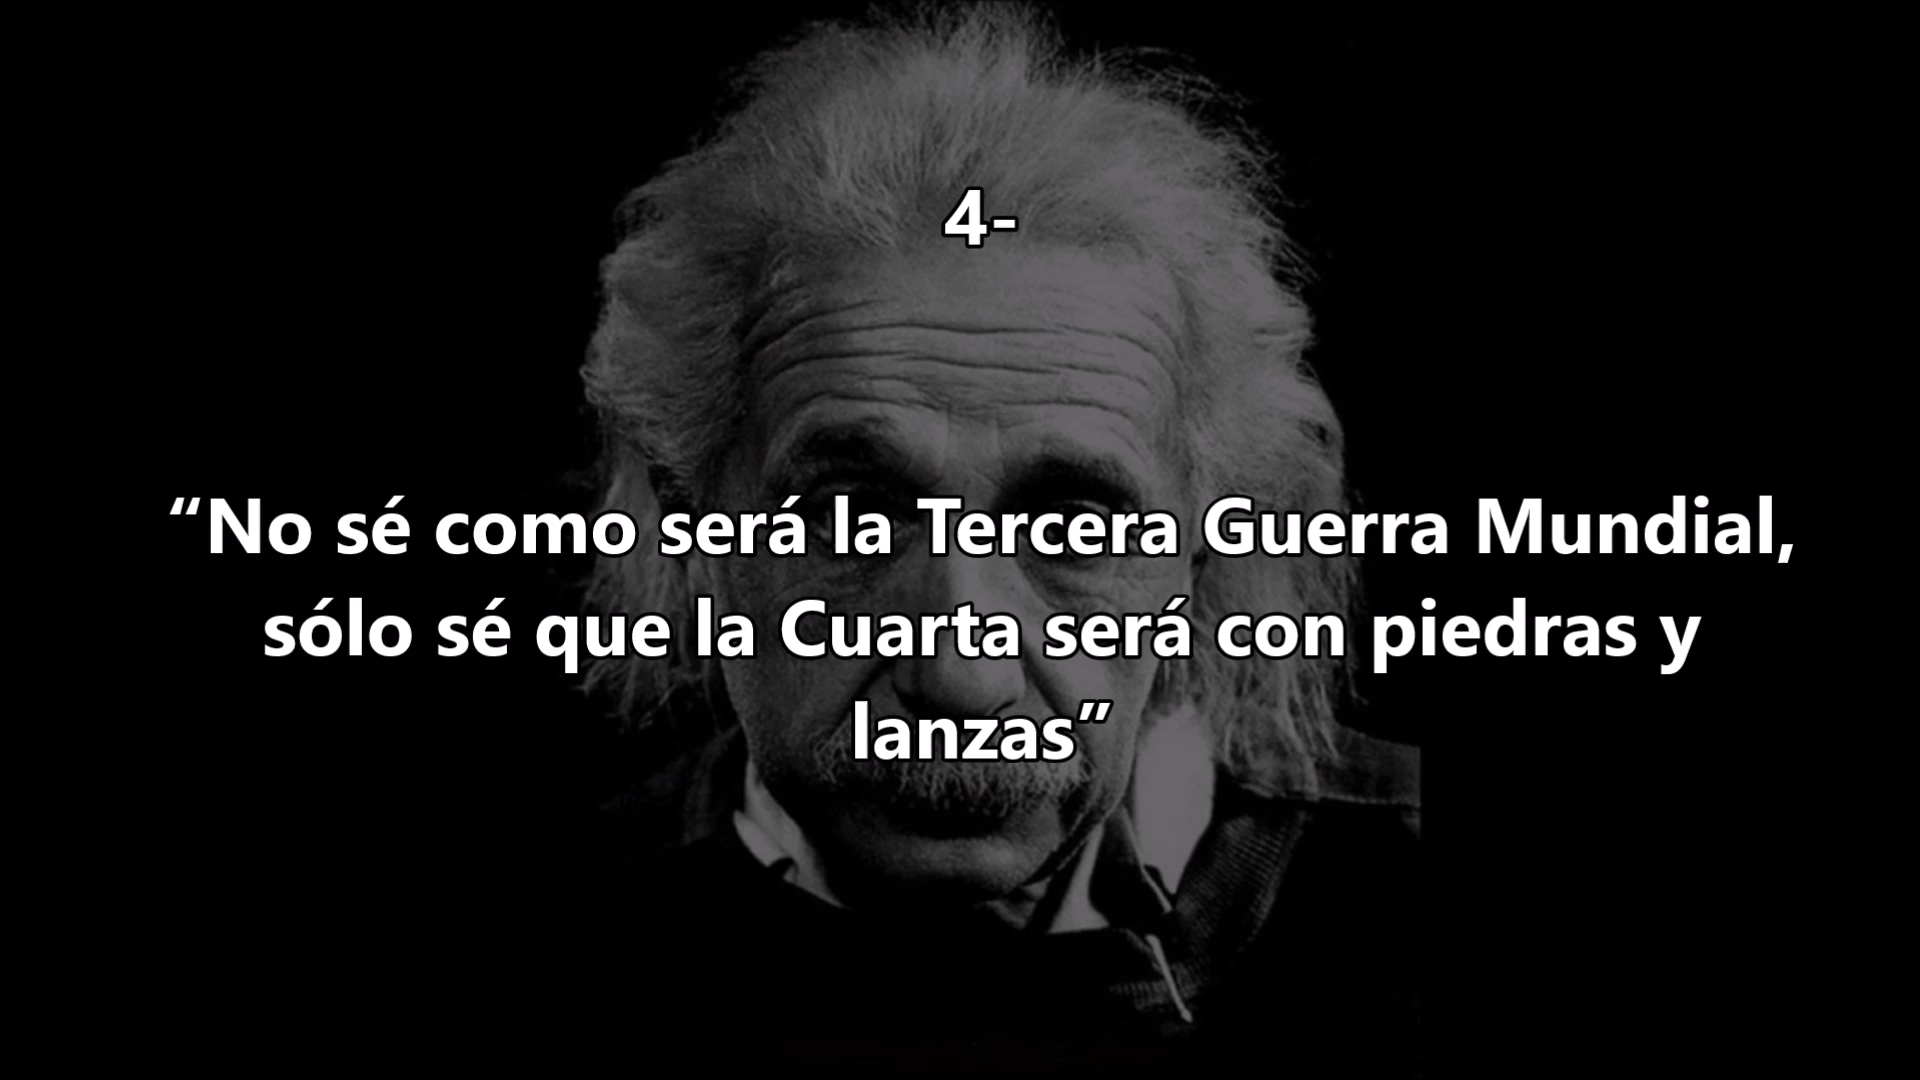 4-
“No sé como será la Tercera Guerra Mundial,
sólo sé que la Cuarta será con piedras y
lanzas”